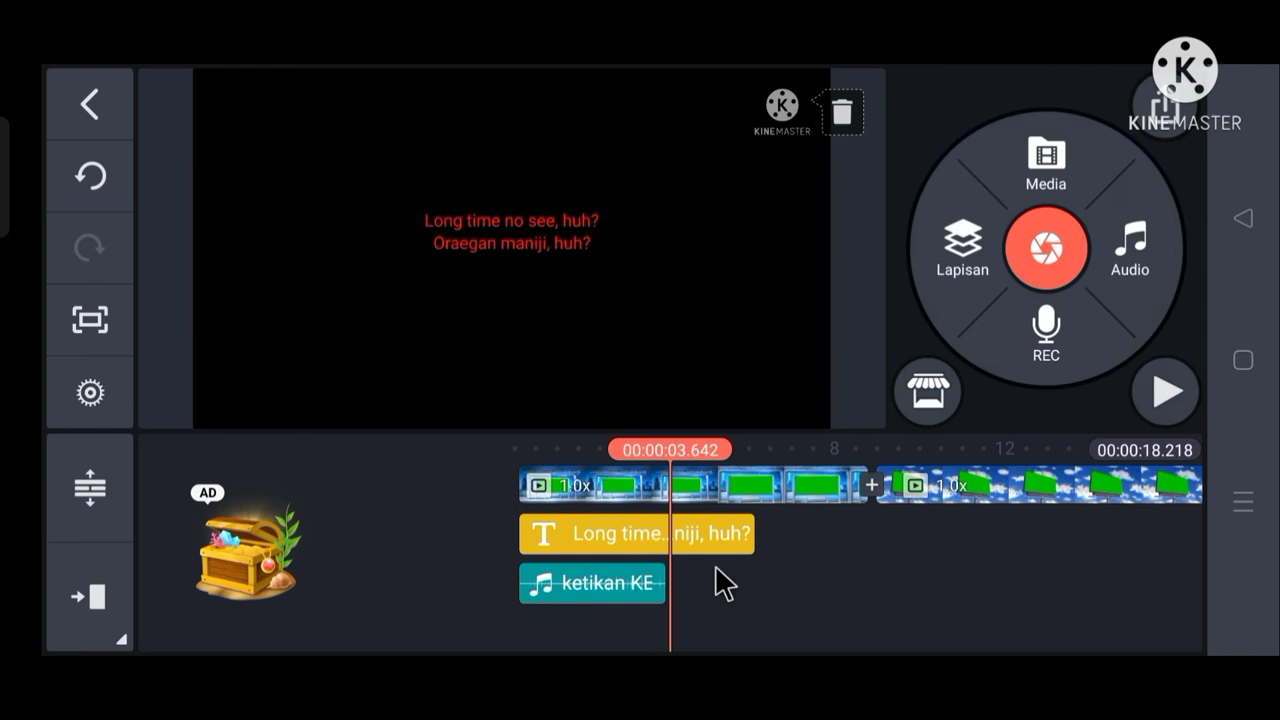 KINEMASTER
KINEMASTER
Long time no see, huh?
Oraegan maniji, huh?
Media
Lapisan
Audio
REC
00:00:03.642
8
12
00:00:18.218
AD
1.0x
1.0x
Long time...niji, huh?
ketikan KE